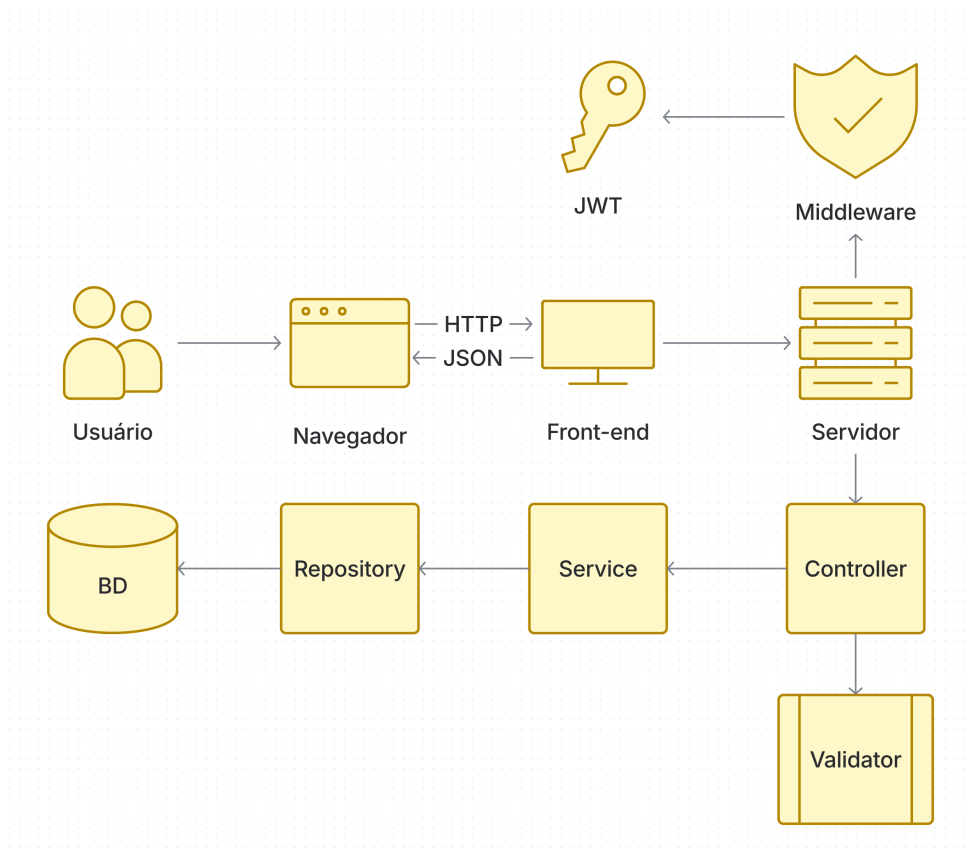 JWT
Middleware
HTTP
JSON
Usuário
Navegador
Front-end
Servidor
BD
Repository
Service
Controller
Validator